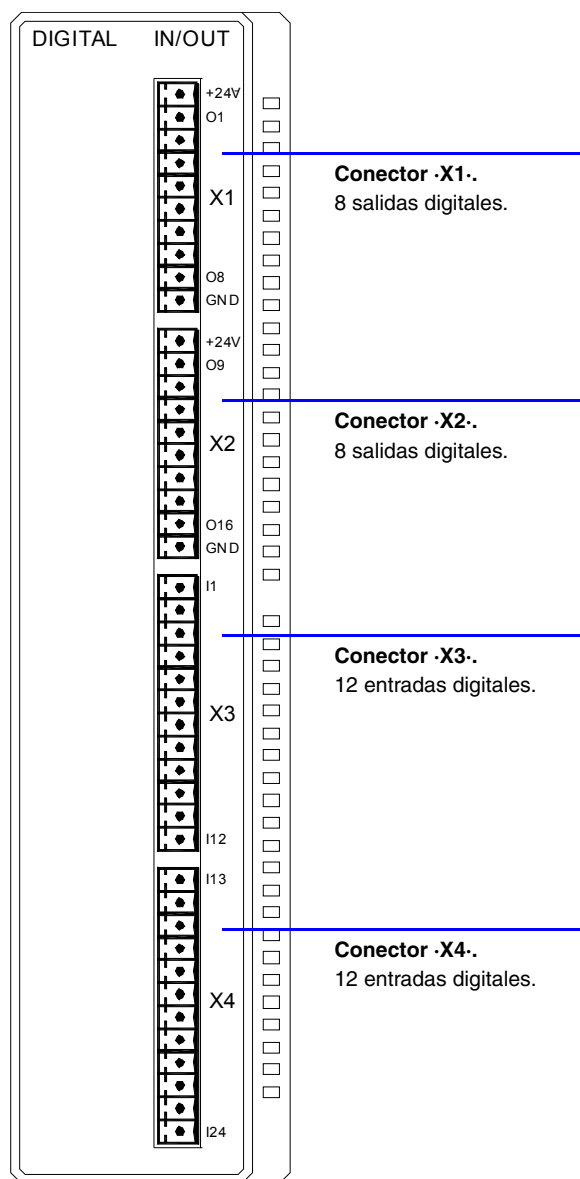 DIGITAL IN/OUT
+24V
O1
X1
Conector ·X1·.
8 salidas digitales.
O8
GND
+24V
O9
X2
Conector ·X2·.
8 salidas digitales.
O16
GND
I1
X3
Conector ·X3·.
12 entradas digitales.
I12
I13
X4
Conector ·X4·.
12 entradas digitales.
I24